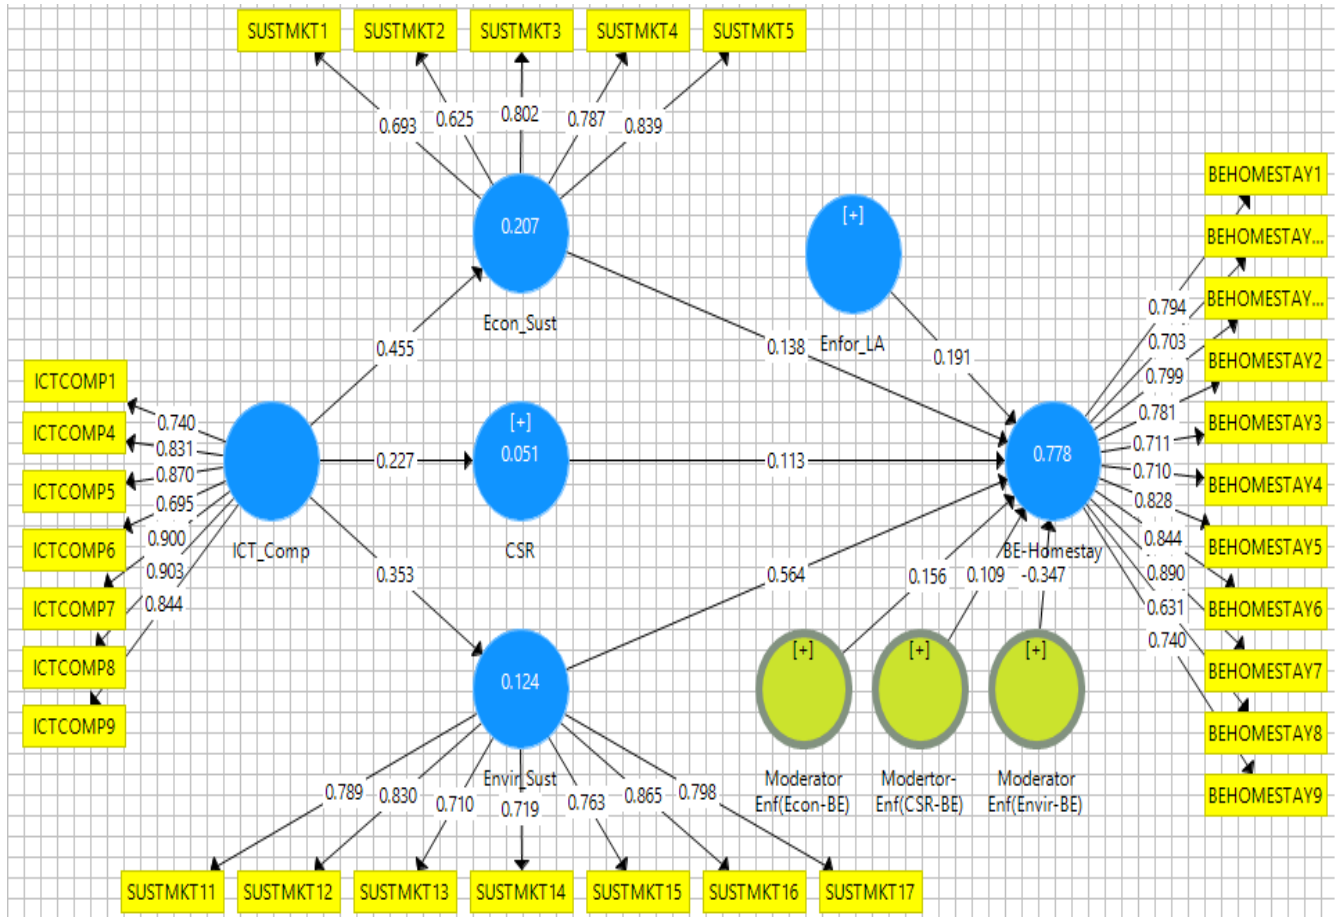 SUSTMKT1 SUSTMKT2 SUSTMKT3 SUSTMKT4 SUSTMKT5
0.693 0.625 0.802 0.787 0.839
BEHOMESTAY1
BEHOMESTAY...
BEHOMESTAY...
BEHOMESTAY2
BEHOMESTAY3
BEHOMESTAY4
BEHOMESTAY5
BEHOMESTAY6
BEHOMESTAY7
BEHOMESTAY8
BEHOMESTAY9
0.794
0.703
0.799
0.781
0.711
0.710
0.828
0.844
0.890
0.631
0.740
0.207
Econ_Sust
[+]
Enfor_LA
0.455
0.138
0.191
ICTCOMP1
ICTCOMP4
ICTCOMP5
ICTCOMP6
ICTCOMP7
ICTCOMP8
ICTCOMP9
0.740
0.831
0.870
0.695
0.900
0.903
0.844
ICT_Comp
0.227
[+]
0.051
CSR
0.113
0.778
BE-Homestay
0.353
0.564
0.156
0.109
-0.347
0.124
Envir_Sust
[+]
[+]
[+]
Moderator
Enf(Econ-BE)
Modertor-
Enf(CSR-BE)
Moderator
Enf(Envir-BE)
0.789 0.830 0.710 0.719 0.763 0.865 0.798
SUSTMKT11 SUSTMKT12 SUSTMKT13 SUSTMKT14 SUSTMKT15 SUSTMKT16 SUSTMKT17